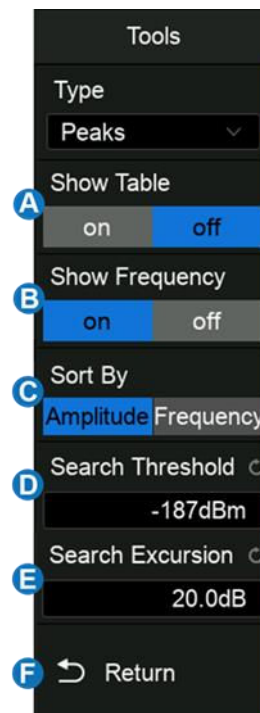 Tools
Type
Peaks
Show Table
A
on off
Show Frequency
B
on off
Sort By
C
Amplitude Frequency
Search Threshold
D
-187dBm
Search Excursion
E
20.0dB
F Return